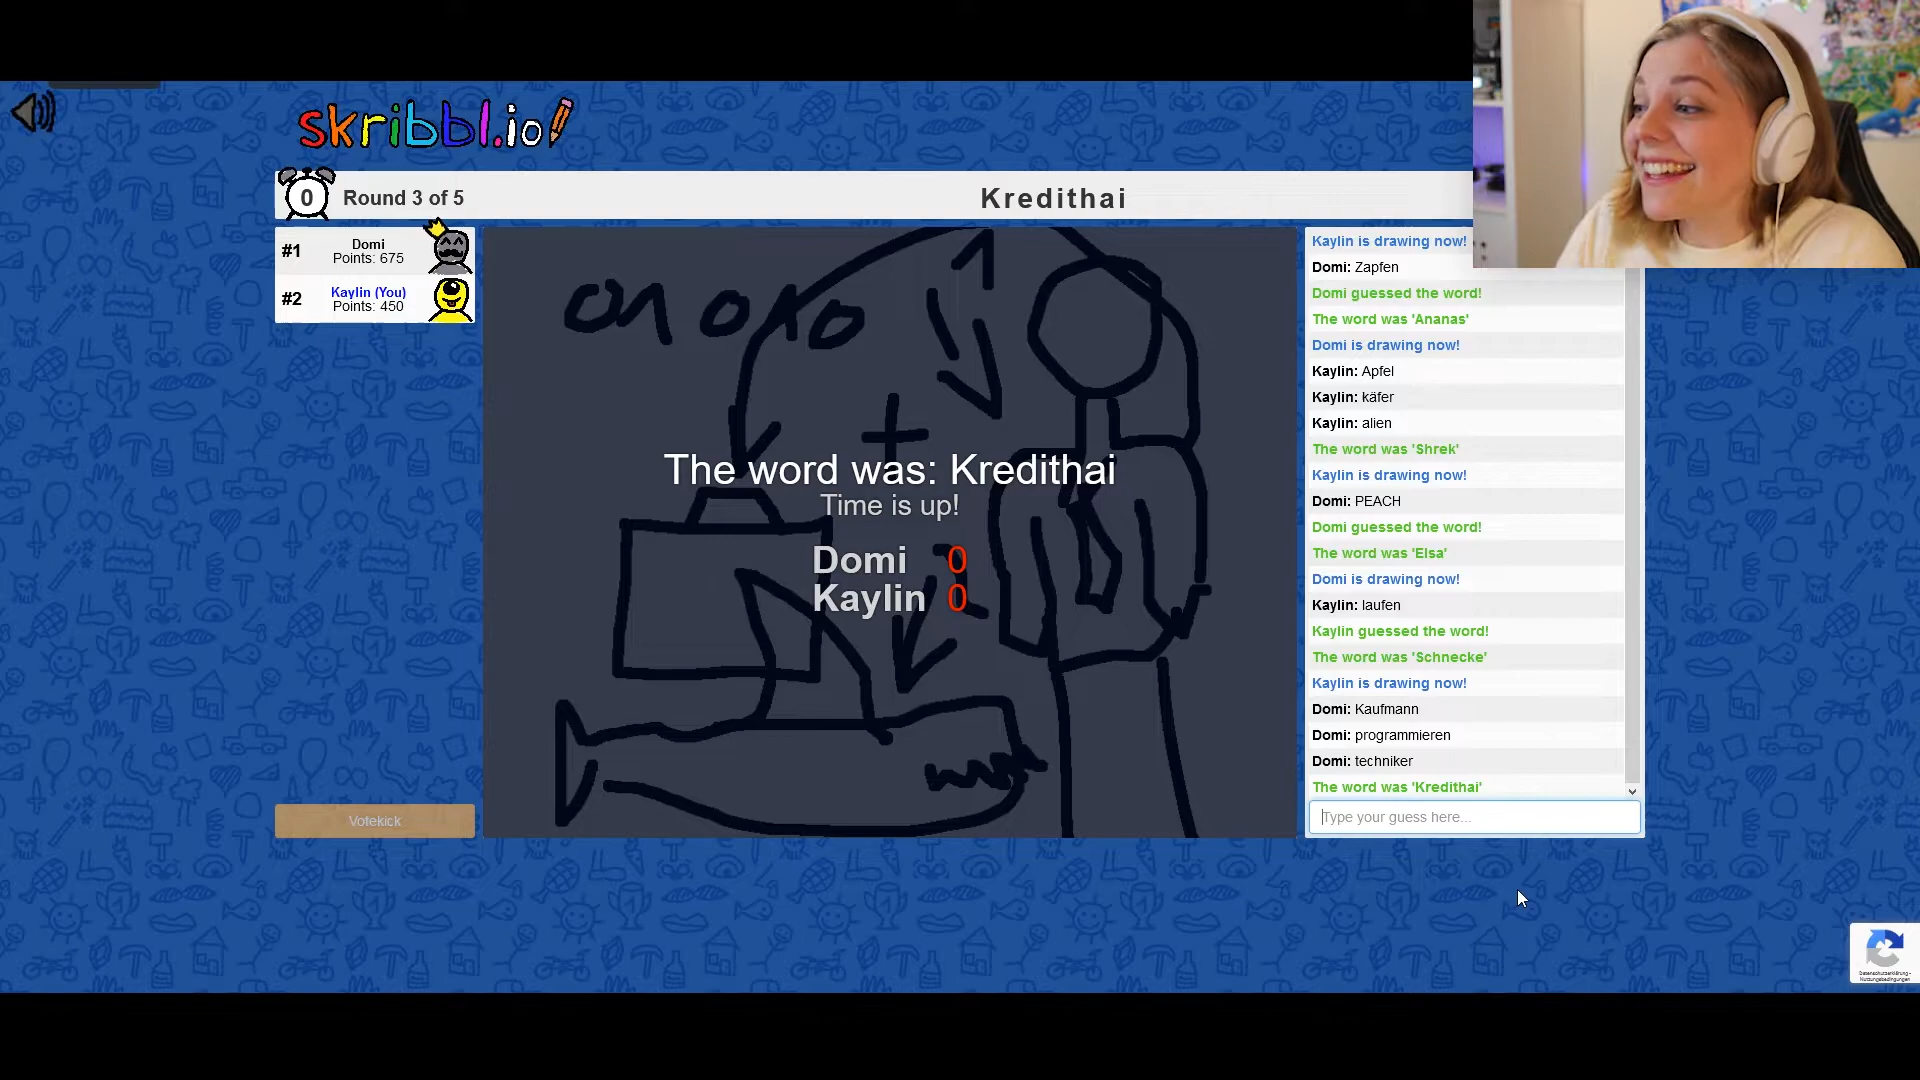 skribbl.io
0
Round 3 of 5
Kredithai
#1
Domi
Points: 675
#2
Kaylin (You)
Points: 450
The word was: Kredithai
Time is up!
Domi 0
Kaylin 0
Votekick
Kaylin is drawing now!
Domi: Zapfen
Domi guessed the word!
The word was 'Ananas'
Domi is drawing now!
Kaylin: Apfel
Kaylin: käfer
Kaylin: alien
The word was 'Shrek'
Kaylin is drawing now!
Domi: PEACH
Domi guessed the word!
The word was 'Elsa'
Domi is drawing now!
Kaylin: laufen
Kaylin guessed the word!
The word was 'Schnecke'
Kaylin is drawing now!
Domi: Kaufmann
Domi: programmieren
Domi: techniker
The word was 'Kredithai'
Type your guess here...